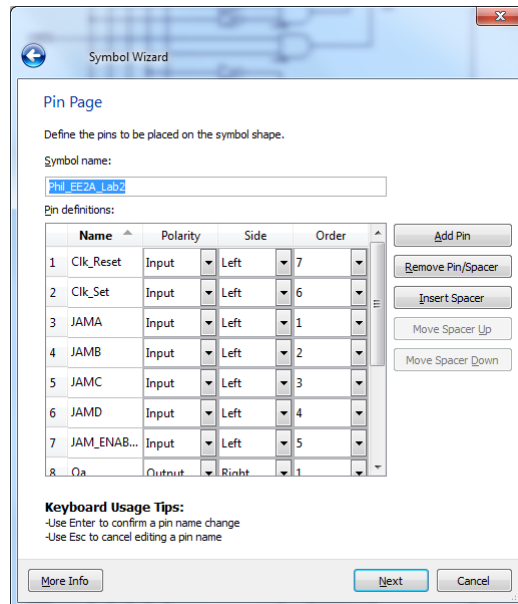 Symbol Wizard
Pin Page
Define the pins to be placed on the symbol shape.
Symbol name:
Phil_EE2A_Lab2
Pin definitions:
Name Polarity Side Order
1 Clk_Reset Input Left 7
2 Clk_Set Input Left 6
3 JAMA Input Left 1
4 JAMB Input Left 2
5 JAMC Input Left 3
6 JAMD Input Left 4
7 JAM_ENAB... Input Left 5
8 Qa Output Right 1
Add Pin
Remove Pin/Spacer
Insert Spacer
Move Spacer Up
Move Spacer Down
Keyboard Usage Tips:
-Use Enter to confirm a pin name change
-Use Esc to cancel editing a pin name
More Info Next Cancel